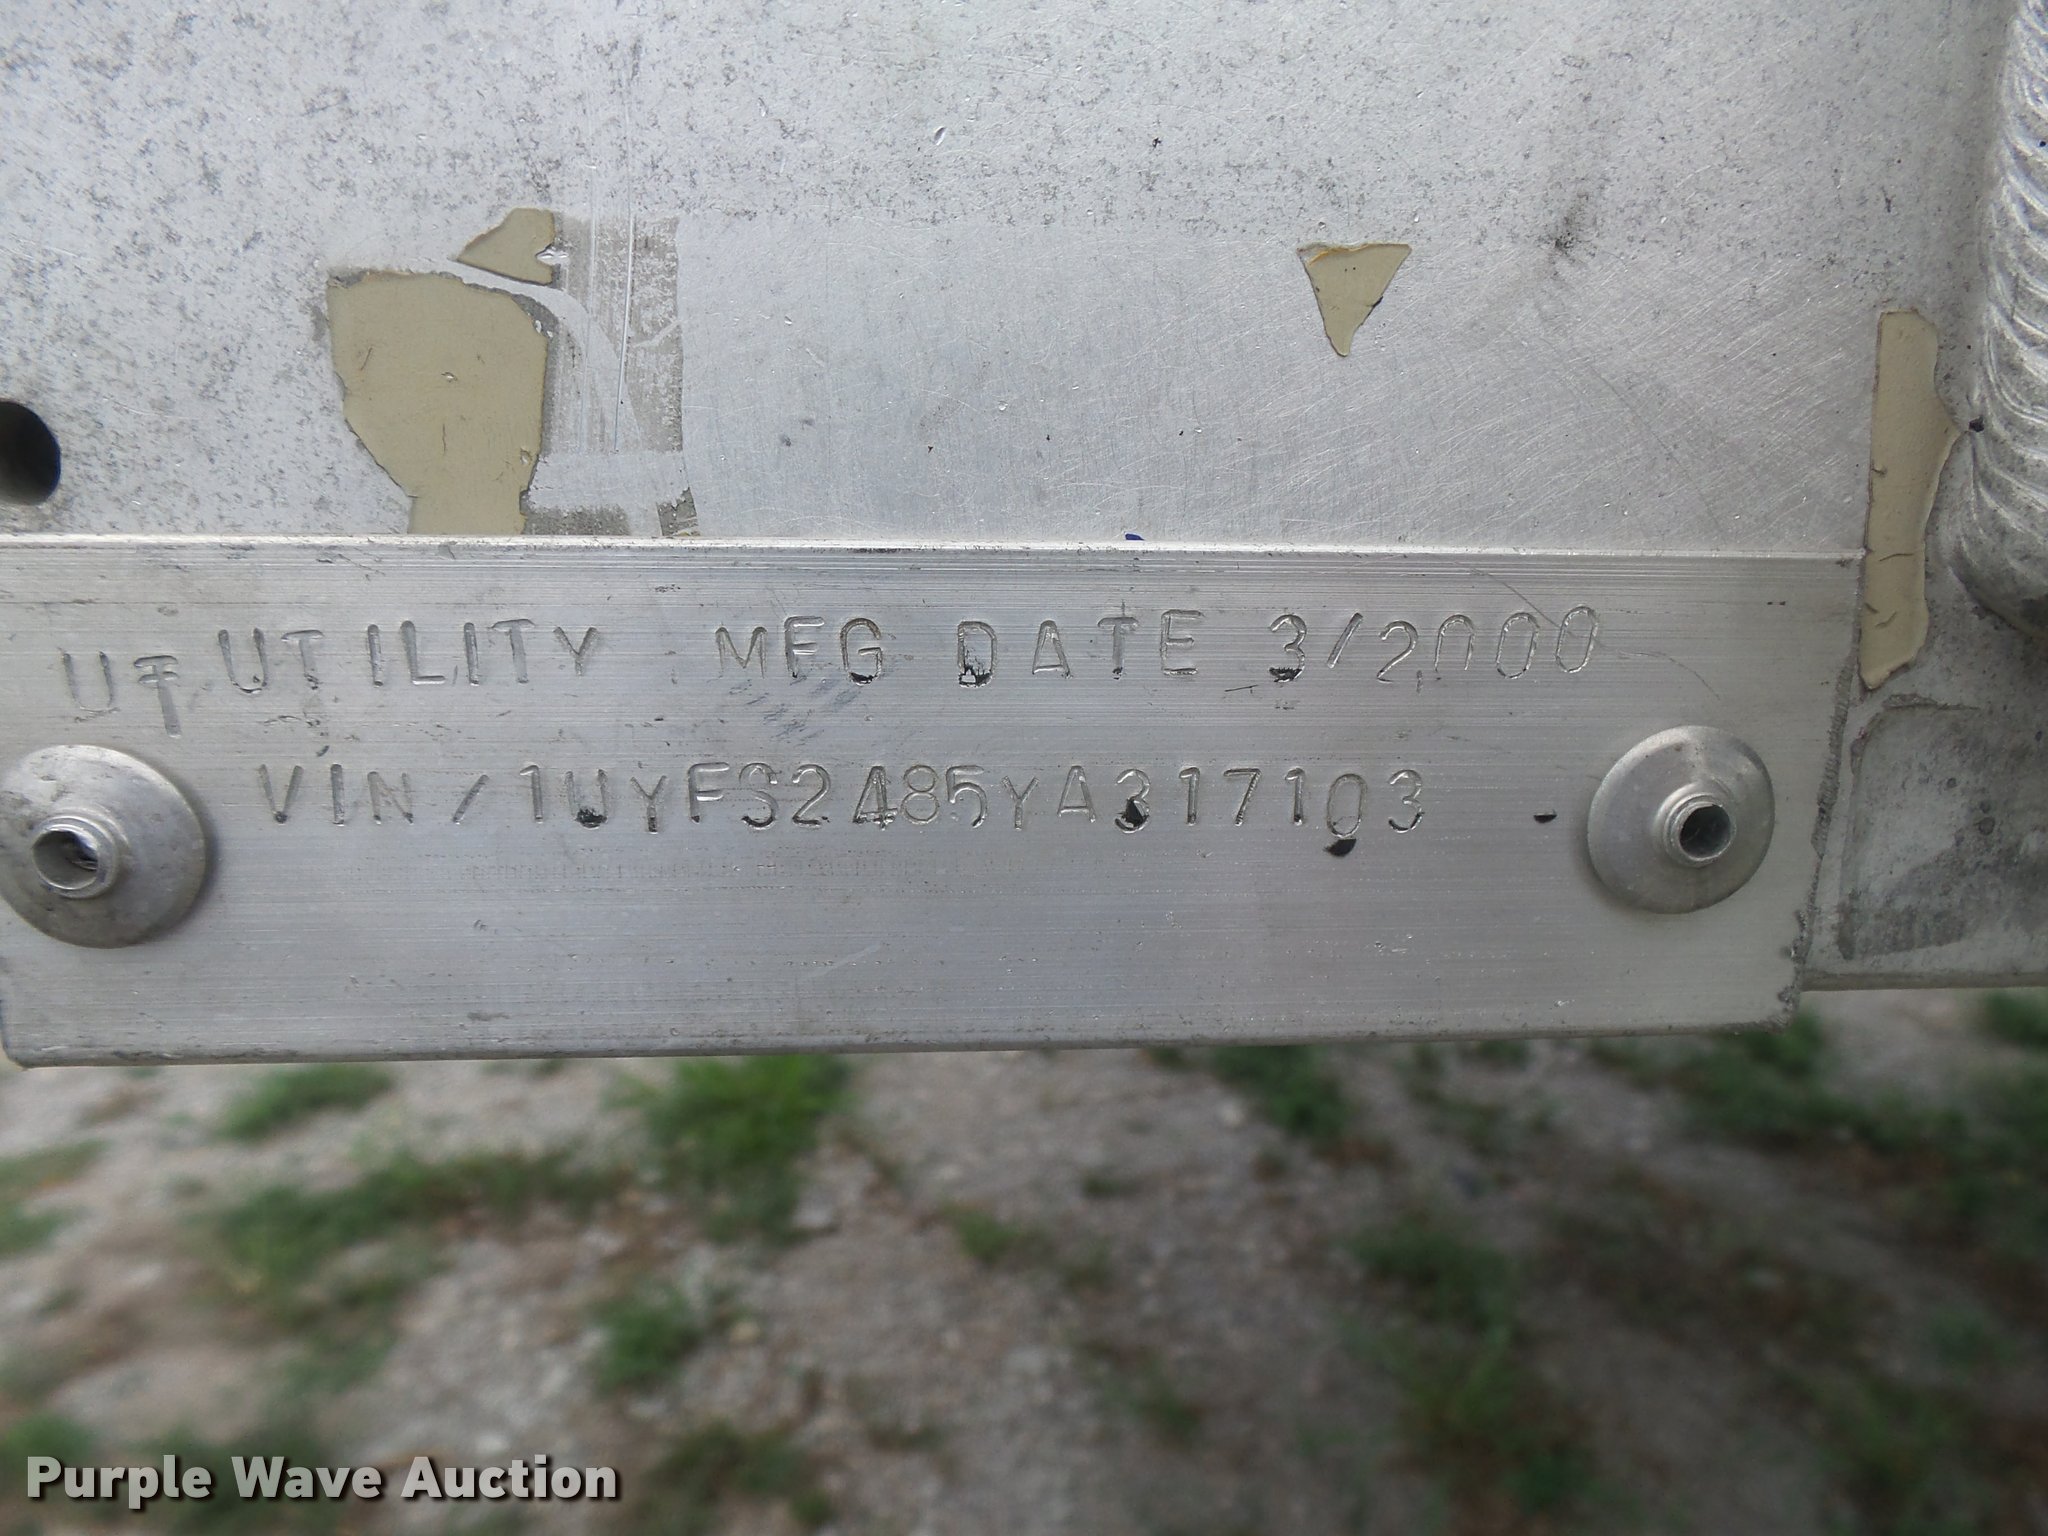 UT UTILITY MFG DATE 3/2000
VIN/1UYFS2485YA317103
Purple Wave Auction